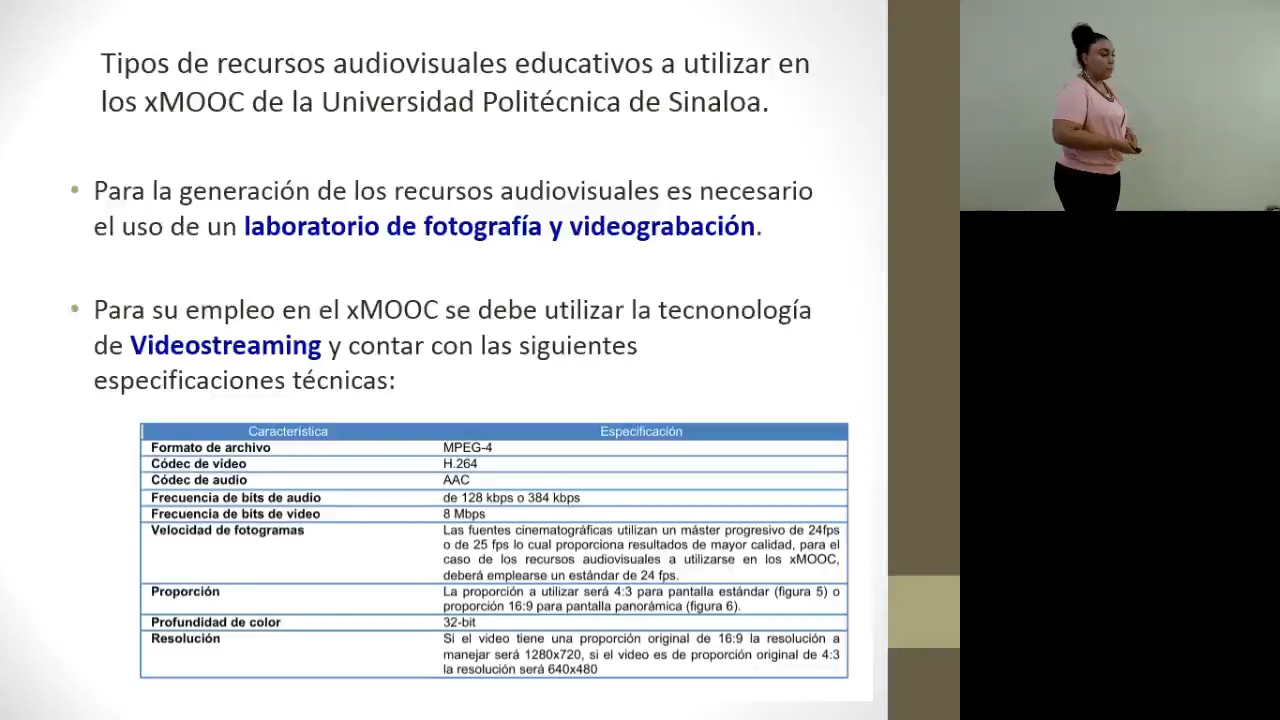 Tipos de recursos audiovisuales educativos a utilizar en
los xMOOC de la Universidad Politécnica de Sinaloa.
• Para la generación de los recursos audiovisuales es necesario
el uso de un laboratorio de fotografía y videograbación.
• Para su empleo en el xMOOC se debe utilizar la tecnonología
de Videostreaming y contar con las siguientes
especificaciones técnicas:
Característica Especificación
Formato de archivo MPEG-4
Códec de video H.264
Códec de audio AAC
Frecuencia de bits de audio de 128 kbps o 384 kbps
Frecuencia de bits de video 8 Mbps
Velocidad de fotogramas Las fuentes cinematográficas utilizan un máster progresivo de 24fps
o de 25 fps lo cual proporciona resultados de mayor calidad, para el
caso de los recursos audiovisuales a utilizarse en los xMOOC,
deberá emplearse un estándar de 24 fps.
Proporción La proporción a utilizar será 4:3 para pantalla estándar (figura 5) o
proporción 16:9 para pantalla panorámica (figura 6).
Profundidad de color 32-bit
Resolución Si el video tiene una proporción original de 16:9 la resolución a
manejar será 1280x720, si el video es de proporción original de 4:3
la resolución será 640x480